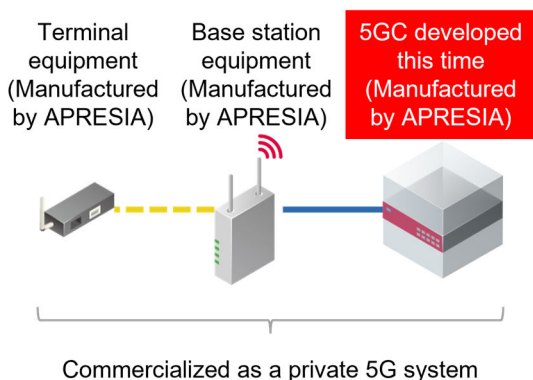 Terminal
equipment
(Manufactured
by APRESIA)
Base station
equipment
(Manufactured
by APRESIA)
5GC developed
this time
(Manufactured
by APRESIA)
Commercialized as a private 5G system